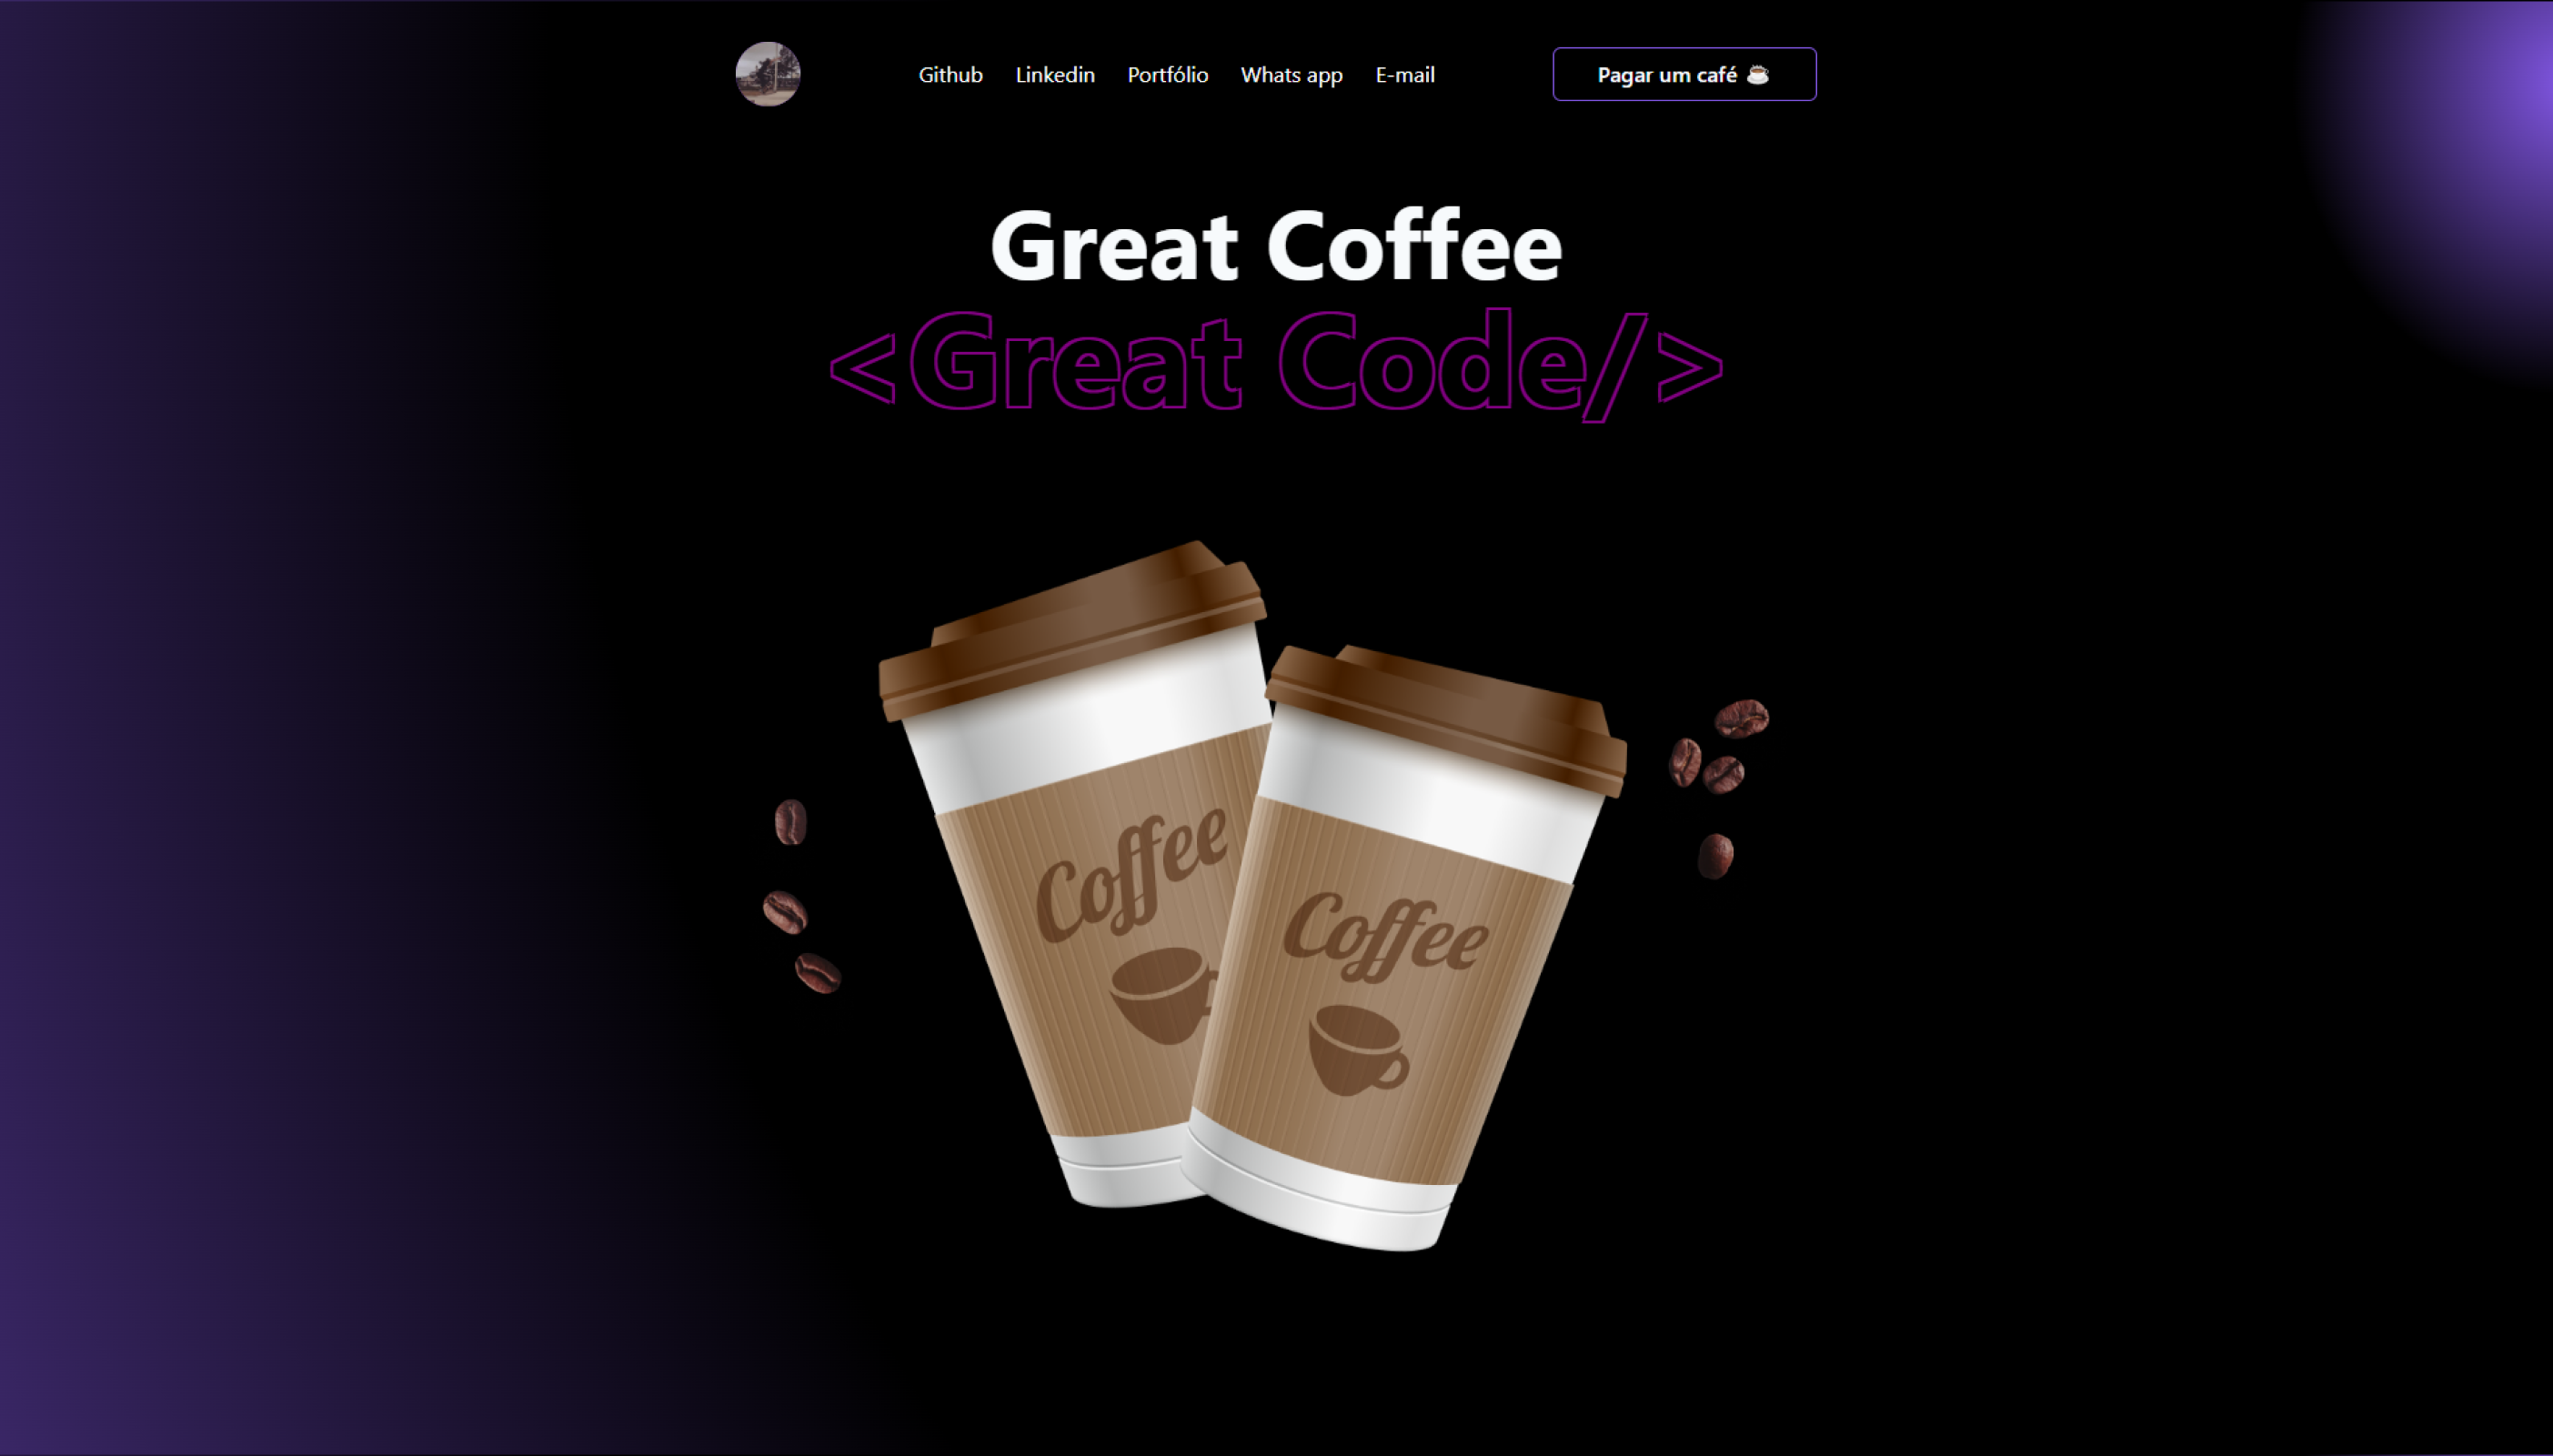 Github Linkedin Portfólio Whats app E-mail Pagar um café ☕
Great Coffee
<Great Code/>
Coffee
Coffee